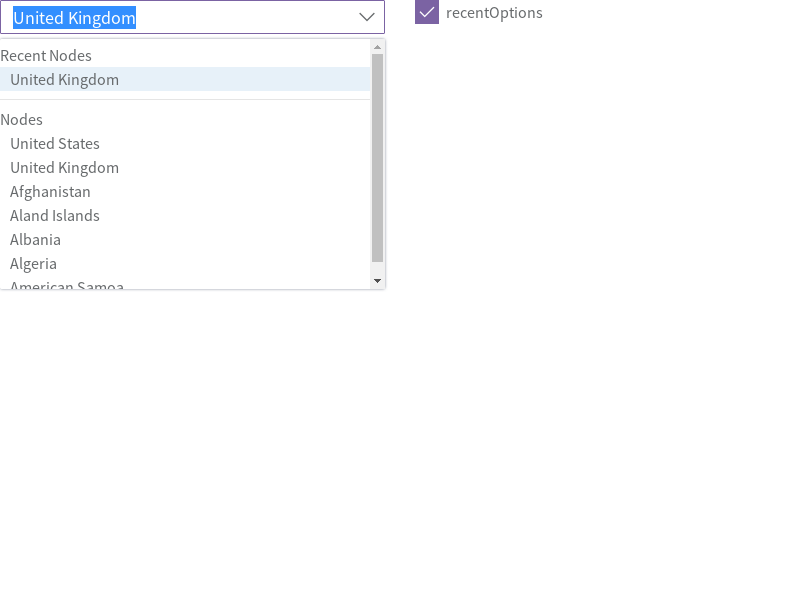 United Kingdom
recentOptions
Recent Nodes
United Kingdom
Nodes
United States
United Kingdom
Afghanistan
Aland Islands
Albania
Algeria
American Samoa